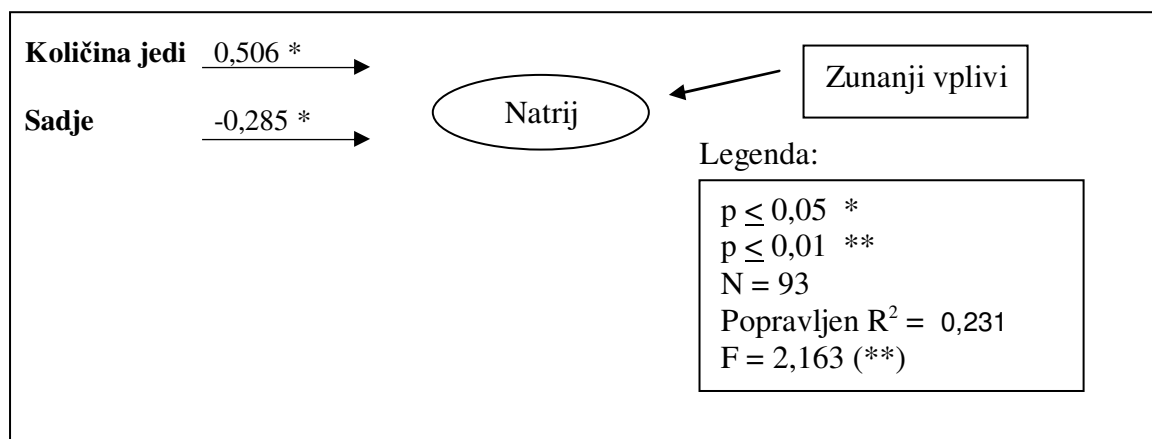 Količina jedi 0,506 *
Zunanji vplivi
Sadje -0,285 *
Natrij
Legenda:
p ≤ 0,05 *
p ≤ 0,01 **
N = 93
Popravljen R² = 0,231
F = 2,163 (**)